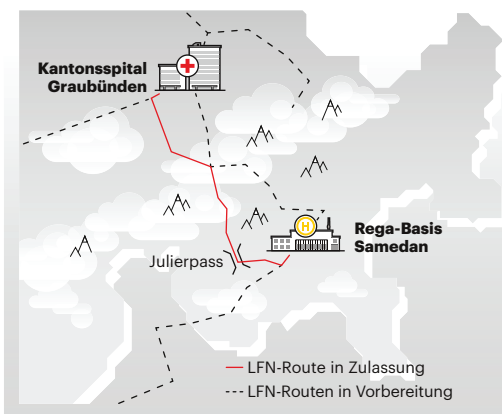 Kantonsspital
Graubünden
H
Rega-Basis
Samedan
Julierpass
LFN-Route in Zulassung
LFN-Routen in Vorbereitung